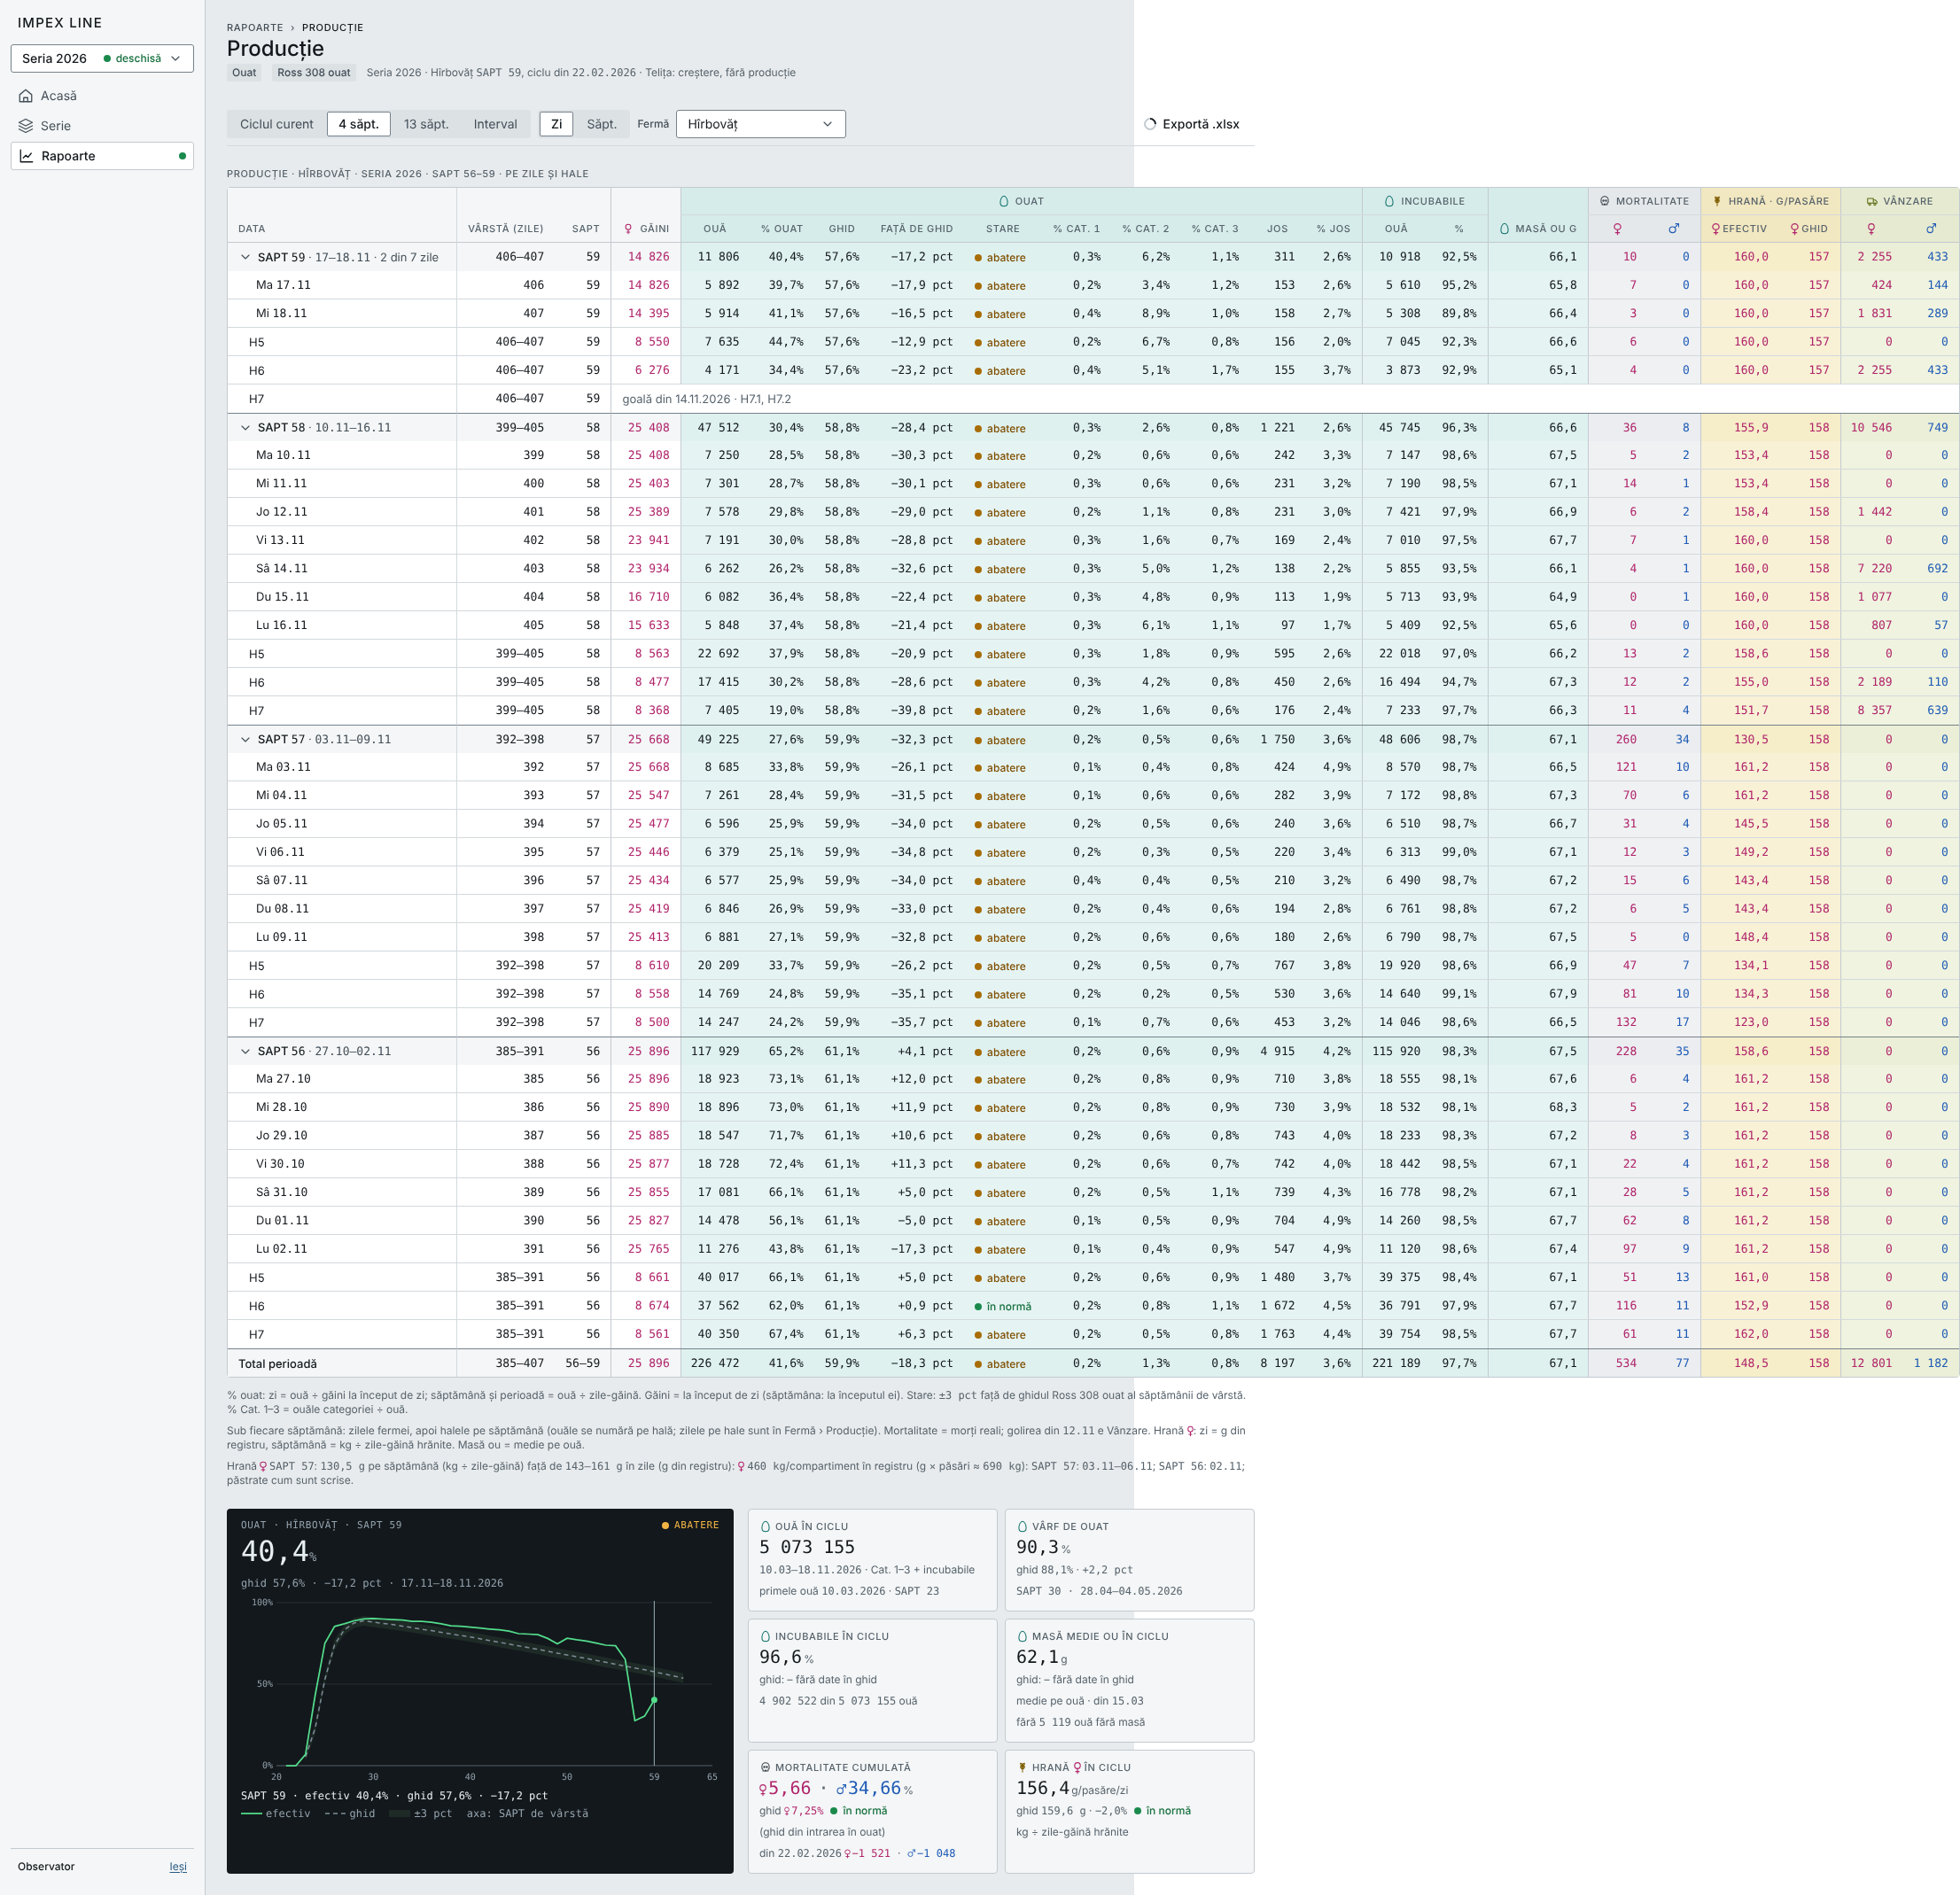 IMPEX LINE
Seria 2026 deschisă
Acasă
Serie
Rapoarte
Observator Ieși
RAPOARTE › PRODUCȚIE
Producție
Ouat Ross 308 ouat Seria 2026 · Hîrbovăț SAPT 59, ciclu din 22.02.2026 · Telița: creștere, fără producție
Ciclul curent 4 săpt. 13 săpt. Interval Zi Săpt. Fermă Hîrbovăț Exportă .xlsx
PRODUCȚIE · HÎRBOVĂȚ · SERIA 2026 · SAPT 56–59 · PE ZILE ȘI HALE
OUAT INCUBABILE MORTALITATE HRANĂ · G/PASĂRE VÂNZARE
DATA VÂRSTĂ (ZILE) SAPT ♀ GĂINI OUĂ % OUAT GHID FAȚĂ DE GHID STARE % CAT. 1 % CAT. 2 % CAT. 3 JOS % JOS OUĂ % MASĂ OU G ♀ ♂ ♀ EFECTIV ♀ GHID ♀ ♂
SAPT 59 · 17–18.11 · 2 din 7 zile 406–407 59 14 826 11 806 40,4% 57,6% −17,2 pct abatere 0,3% 6,2% 1,1% 311 2,6% 10 918 92,5% 66,1 10 0 160,0 157 2 255 433
Ma 17.11 406 59 14 826 5 892 39,7% 57,6% −17,9 pct abatere 0,2% 3,4% 1,2% 153 2,6% 5 610 95,2% 65,8 7 0 160,0 157 424 144
Mi 18.11 407 59 14 395 5 914 41,1% 57,6% −16,5 pct abatere 0,4% 8,9% 1,0% 158 2,7% 5 308 89,8% 66,4 3 0 160,0 157 1 831 289
H5 406–407 59 8 550 7 635 44,7% 57,6% −12,9 pct abatere 0,2% 6,7% 0,8% 156 2,0% 7 045 92,3% 66,6 6 0 160,0 157 0 0
H6 406–407 59 6 276 4 171 34,4% 57,6% −23,2 pct abatere 0,4% 5,1% 1,7% 155 3,7% 3 873 92,9% 65,1 4 0 160,0 157 2 255 433
H7 406–407 59 goală din 14.11.2026 · H7.1, H7.2
SAPT 58 · 10.11–16.11 399–405 58 25 408 47 512 30,4% 58,8% −28,4 pct abatere 0,3% 2,6% 0,8% 1 221 2,6% 45 745 96,3% 66,6 36 8 155,9 158 10 546 749
Ma 10.11 399 58 25 408 7 250 28,5% 58,8% −30,3 pct abatere 0,2% 0,6% 0,6% 242 3,3% 7 147 98,6% 67,5 5 2 153,4 158 0 0
Mi 11.11 400 58 25 403 7 301 28,7% 58,8% −30,1 pct abatere 0,3% 0,6% 0,6% 231 3,2% 7 190 98,5% 67,1 14 1 153,4 158 0 0
Jo 12.11 401 58 25 389 7 578 29,8% 58,8% −29,0 pct abatere 0,2% 1,1% 0,8% 231 3,0% 7 421 97,9% 66,9 6 2 158,4 158 1 442 0
Vi 13.11 402 58 23 941 7 191 30,0% 58,8% −28,8 pct abatere 0,3% 1,6% 0,7% 169 2,4% 7 010 97,5% 67,7 7 1 160,0 158 0 0
Sâ 14.11 403 58 23 934 6 262 26,2% 58,8% −32,6 pct abatere 0,3% 5,0% 1,2% 138 2,2% 5 855 93,5% 66,1 4 1 160,0 158 7 220 692
Du 15.11 404 58 16 710 6 082 36,4% 58,8% −22,4 pct abatere 0,3% 4,8% 0,9% 113 1,9% 5 713 93,9% 64,9 0 1 160,0 158 1 077 0
Lu 16.11 405 58 15 633 5 848 37,4% 58,8% −21,4 pct abatere 0,3% 6,1% 1,1% 97 1,7% 5 409 92,5% 65,6 0 0 160,0 158 807 57
H5 399–405 58 8 563 22 692 37,9% 58,8% −20,9 pct abatere 0,3% 1,8% 0,9% 595 2,6% 22 018 97,0% 66,2 13 2 158,6 158 0 0
H6 399–405 58 8 477 17 415 30,2% 58,8% −28,6 pct abatere 0,3% 4,2% 0,8% 450 2,6% 16 494 94,7% 67,3 12 2 155,0 158 2 189 110
H7 399–405 58 8 368 7 405 19,0% 58,8% −39,8 pct abatere 0,2% 1,6% 0,6% 176 2,4% 7 233 97,7% 66,3 11 4 151,7 158 8 357 639
SAPT 57 · 03.11–09.11 392–398 57 25 668 49 225 27,6% 59,9% −32,3 pct abatere 0,2% 0,5% 0,6% 1 750 3,6% 48 606 98,7% 67,1 260 34 130,5 158 0 0
Ma 03.11 392 57 25 668 8 685 33,8% 59,9% −26,1 pct abatere 0,1% 0,4% 0,8% 424 4,9% 8 570 98,7% 66,5 121 10 161,2 158 0 0
Mi 04.11 393 57 25 547 7 261 28,4% 59,9% −31,5 pct abatere 0,1% 0,6% 0,6% 282 3,9% 7 172 98,8% 67,3 70 6 161,2 158 0 0
Jo 05.11 394 57 25 477 6 596 25,9% 59,9% −34,0 pct abatere 0,2% 0,5% 0,6% 240 3,6% 6 510 98,7% 66,7 31 4 145,5 158 0 0
Vi 06.11 395 57 25 446 6 379 25,1% 59,9% −34,8 pct abatere 0,2% 0,3% 0,5% 220 3,4% 6 313 99,0% 67,1 12 3 149,2 158 0 0
Sâ 07.11 396 57 25 434 6 577 25,9% 59,9% −34,0 pct abatere 0,4% 0,4% 0,5% 210 3,2% 6 490 98,7% 67,2 15 6 143,4 158 0 0
Du 08.11 397 57 25 419 6 846 26,9% 59,9% −33,0 pct abatere 0,2% 0,4% 0,6% 194 2,8% 6 761 98,8% 67,2 6 5 143,4 158 0 0
Lu 09.11 398 57 25 413 6 881 27,1% 59,9% −32,8 pct abatere 0,2% 0,6% 0,6% 180 2,6% 6 790 98,7% 67,5 5 0 148,4 158 0 0
H5 392–398 57 8 610 20 209 33,7% 59,9% −26,2 pct abatere 0,2% 0,5% 0,7% 767 3,8% 19 920 98,6% 66,9 47 7 134,1 158 0 0
H6 392–398 57 8 558 14 769 24,8% 59,9% −35,1 pct abatere 0,2% 0,2% 0,5% 530 3,6% 14 640 99,1% 67,9 81 10 134,3 158 0 0
H7 392–398 57 8 500 14 247 24,2% 59,9% −35,7 pct abatere 0,1% 0,7% 0,6% 453 3,2% 14 046 98,6% 66,5 132 17 123,0 158 0 0
SAPT 56 · 27.10–02.11 385–391 56 25 896 117 929 65,2% 61,1% +4,1 pct abatere 0,2% 0,6% 0,9% 4 915 4,2% 115 920 98,3% 67,5 228 35 158,6 158 0 0
Ma 27.10 385 56 25 896 18 923 73,1% 61,1% +12,0 pct abatere 0,2% 0,8% 0,9% 710 3,8% 18 555 98,1% 67,6 6 4 161,2 158 0 0
Mi 28.10 386 56 25 890 18 896 73,0% 61,1% +11,9 pct abatere 0,2% 0,8% 0,9% 730 3,9% 18 532 98,1% 68,3 5 2 161,2 158 0 0
Jo 29.10 387 56 25 885 18 547 71,7% 61,1% +10,6 pct abatere 0,2% 0,6% 0,8% 743 4,0% 18 233 98,3% 67,2 8 3 161,2 158 0 0
Vi 30.10 388 56 25 877 18 728 72,4% 61,1% +11,3 pct abatere 0,2% 0,6% 0,7% 742 4,0% 18 442 98,5% 67,1 22 4 161,2 158 0 0
Sâ 31.10 389 56 25 855 17 081 66,1% 61,1% +5,0 pct abatere 0,2% 0,5% 1,1% 739 4,3% 16 778 98,2% 67,1 28 5 161,2 158 0 0
Du 01.11 390 56 25 827 14 478 56,1% 61,1% −5,0 pct abatere 0,1% 0,5% 0,9% 704 4,9% 14 260 98,5% 67,7 62 8 161,2 158 0 0
Lu 02.11 391 56 25 765 11 276 43,8% 61,1% −17,3 pct abatere 0,1% 0,4% 0,9% 547 4,9% 11 120 98,6% 67,4 97 9 161,2 158 0 0
H5 385–391 56 8 661 40 017 66,1% 61,1% +5,0 pct abatere 0,2% 0,6% 0,9% 1 480 3,7% 39 375 98,4% 67,1 51 13 161,0 158 0 0
H6 385–391 56 8 674 37 562 62,0% 61,1% +0,9 pct în normă 0,2% 0,8% 1,1% 1 672 4,5% 36 791 97,9% 67,7 116 11 152,9 158 0 0
H7 385–391 56 8 561 40 350 67,4% 61,1% +6,3 pct abatere 0,2% 0,5% 0,8% 1 763 4,4% 39 754 98,5% 67,7 61 11 162,0 158 0 0
Total perioadă 385–407 56–59 25 896 226 472 41,6% 59,9% −18,3 pct abatere 0,2% 1,3% 0,8% 8 197 3,6% 221 189 97,7% 67,1 534 77 148,5 158 12 801 1 182
% ouat: zi = ouă ÷ găini la început de zi; săptămână și perioadă = ouă ÷ zile-găină. Găini = la început de zi (săptămâna: la începutul ei). Stare: ±3 pct față de ghidul Ross 308 ouat al săptămânii de vârstă.
% Cat. 1–3 = ouăle categoriei ÷ ouă.
Sub fiecare săptămână: zilele fermei, apoi halele pe săptămână (ouăle se numără pe hală; zilele pe hale sunt în Fermă › Producție). Mortalitate = morți reale; golirea din 12.11 e Vânzare. Hrană ♀: zi = g din
registru, săptămână = kg ÷ zile-găină hrănite. Masă ou = medie pe ouă.
Hrană ♀ SAPT 57: 130,5 g pe săptămână (kg ÷ zile-găină) față de 143–161 g în zile (g din registru): ♀ 460 kg/compartiment în registru (g × păsări ≈ 690 kg): SAPT 57: 03.11–06.11; SAPT 56: 02.11;
păstrate cum sunt scrise.
OUAT · HÎRBOVĂȚ · SAPT 59 ABATERE
40,4%
ghid 57,6% · −17,2 pct · 17.11–18.11.2026
100%
50%
0%
20 30 40 50 59 65
SAPT 59 · efectiv 40,4% · ghid 57,6% · −17,2 pct
efectiv ghid ±3 pct axa: SAPT de vârstă
OUĂ ÎN CICLU
5 073 155
10.03–18.11.2026 · Cat. 1–3 + incubabile
primele ouă 10.03.2026 · SAPT 23
VÂRF DE OUAT
90,3%
ghid 88,1% · +2,2 pct
SAPT 30 · 28.04–04.05.2026
INCUBABILE ÎN CICLU
96,6%
ghid: – fără date în ghid
4 902 522 din 5 073 155 ouă
MASĂ MEDIE OU ÎN CICLU
62,1g
ghid: – fără date în ghid
medie pe ouă · din 15.03
fără 5 119 ouă fără masă
MORTALITATE CUMULATĂ
♀5,66 · ♂34,66%
ghid ♀7,25% în normă
(ghid din intrarea în ouat)
din 22.02.2026 ♀−1 521 · ♂−1 048
HRANĂ ♀ ÎN CICLU
156,4g/pasăre/zi
ghid 159,6 g · −2,0% în normă
kg ÷ zile-găină hrănite